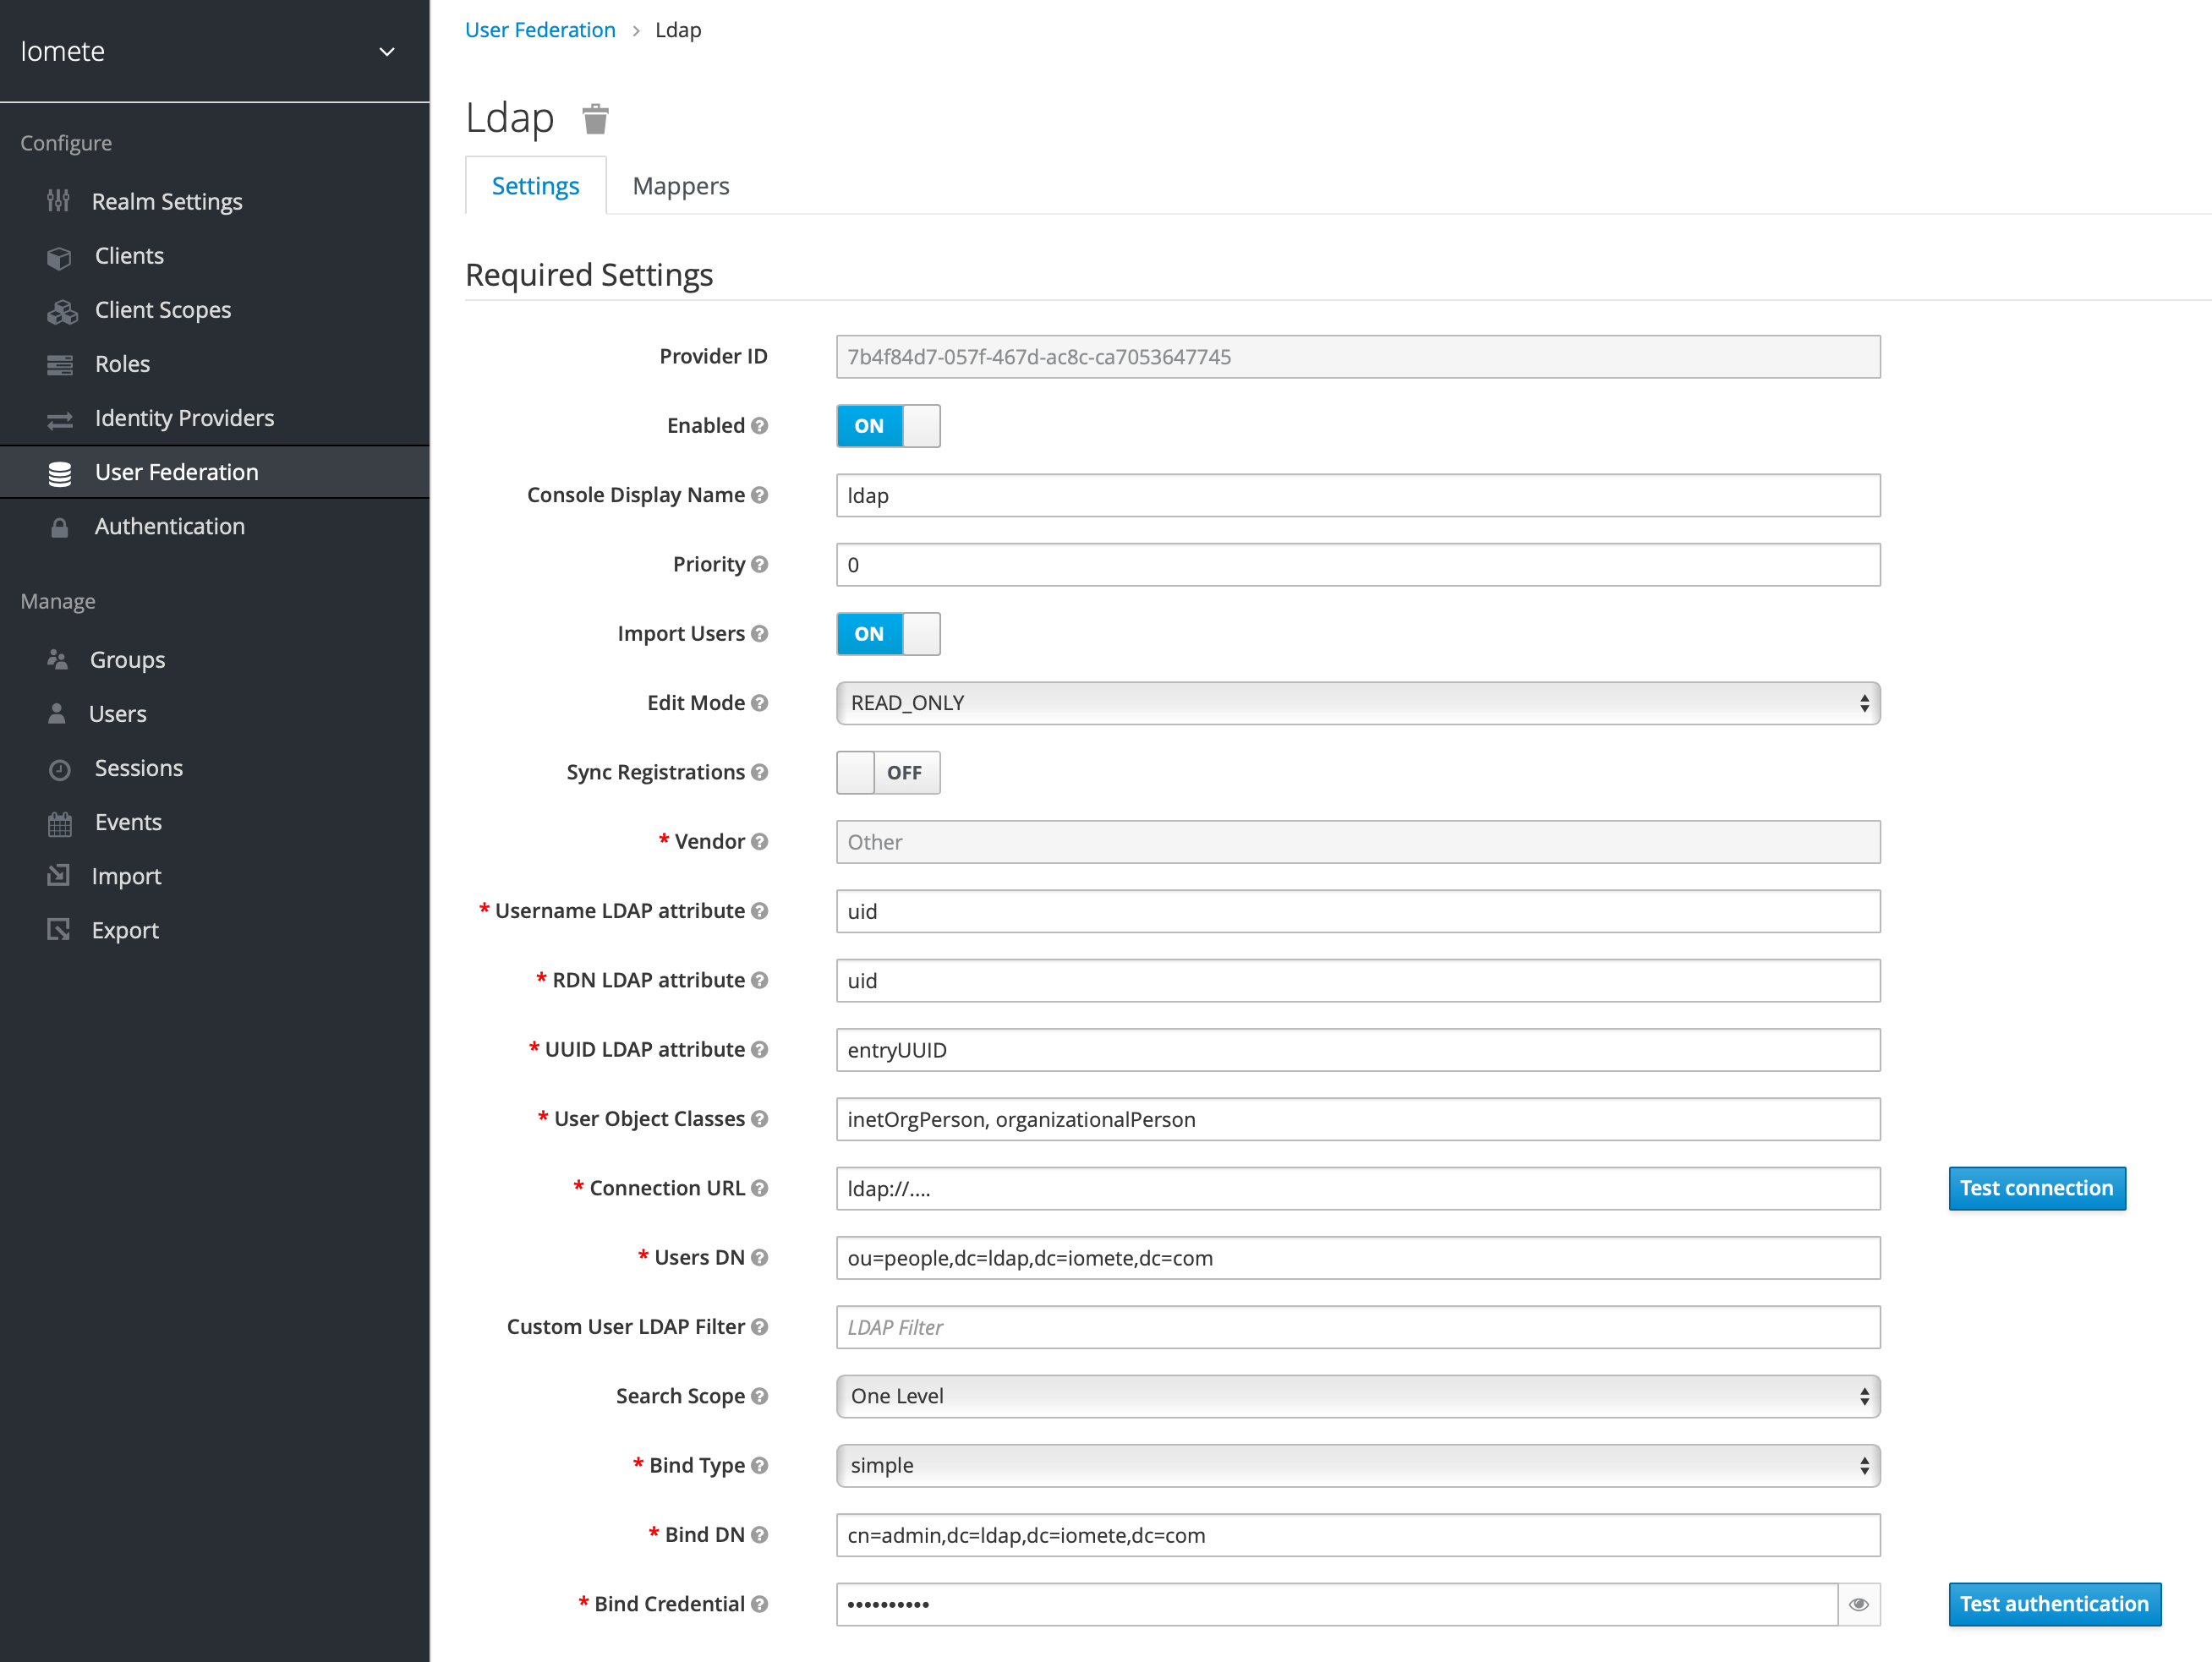 Iomete
Configure
Realm Settings
Clients
Client Scopes
Roles
Identity Providers
User Federation
Authentication
Manage
Groups
Users
Sessions
Events
Import
Export
User Federation > Ldap
Ldap
Settings Mappers
Required Settings
Provider ID 7b4f84d7-057f-467d-ac8c-ca7053647745
Enabled ON
Console Display Name ldap
Priority 0
Import Users ON
Edit Mode READ_ONLY
Sync Registrations OFF
* Vendor Other
* Username LDAP attribute uid
* RDN LDAP attribute uid
* UUID LDAP attribute entryUUID
* User Object Classes inetOrgPerson, organizationalPerson
* Connection URL ldap://.... Test connection
* Users DN ou=people,dc=ldap,dc=iomete,dc=com
Custom User LDAP Filter LDAP Filter
Search Scope One Level
* Bind Type simple
* Bind DN cn=admin,dc=ldap,dc=iomete,dc=com
* Bind Credential •••••••••• Test authentication